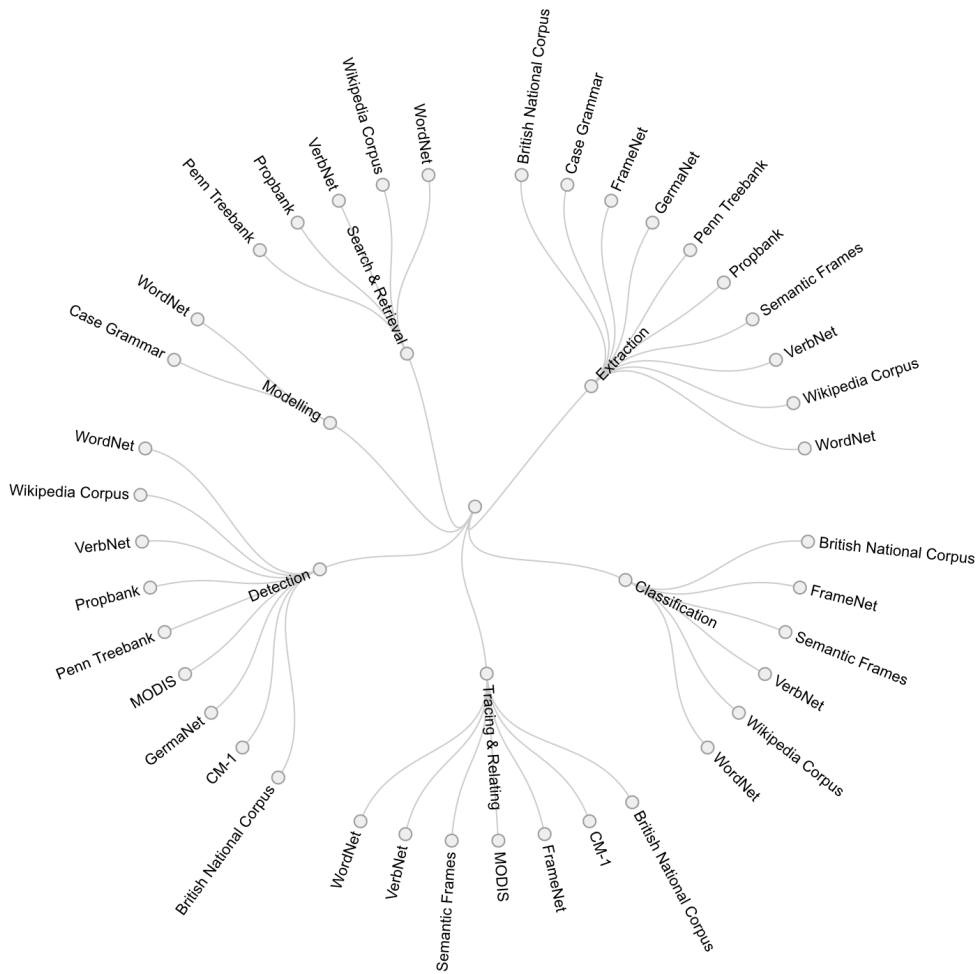 Extraction
British National Corpus
Case Grammar
FrameNet
GermaNet
Penn Treebank
Propbank
Semantic Frames
VerbNet
Wikipedia Corpus
WordNet
Classification
British National Corpus
FrameNet
Semantic Frames
VerbNet
Wikipedia Corpus
WordNet
Tracing & Relating
British National Corpus
CM-1
FrameNet
MODIS
Semantic Frames
VerbNet
WordNet
Detection
British National Corpus
CM-1
GermaNet
MODIS
Penn Treebank
Propbank
VerbNet
Wikipedia Corpus
WordNet
Modelling
Case Grammar
WordNet
Search & Retrieval
Penn Treebank
Propbank
VerbNet
Wikipedia Corpus
WordNet